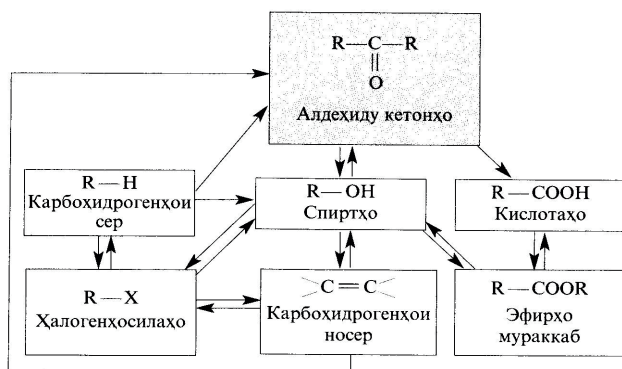 R—C—R
O
Алдеҳиду кетонҳо
R—H
Карбоҳидрогенҳои
сер
R—OH
Спиртҳо
R—COOH
Кислотаҳо
R—X
Ҳалогенҳосилаҳо
C=C
Карбоҳидрогенҳои
носер
R—COOR
Эфирҳо
мураккаб